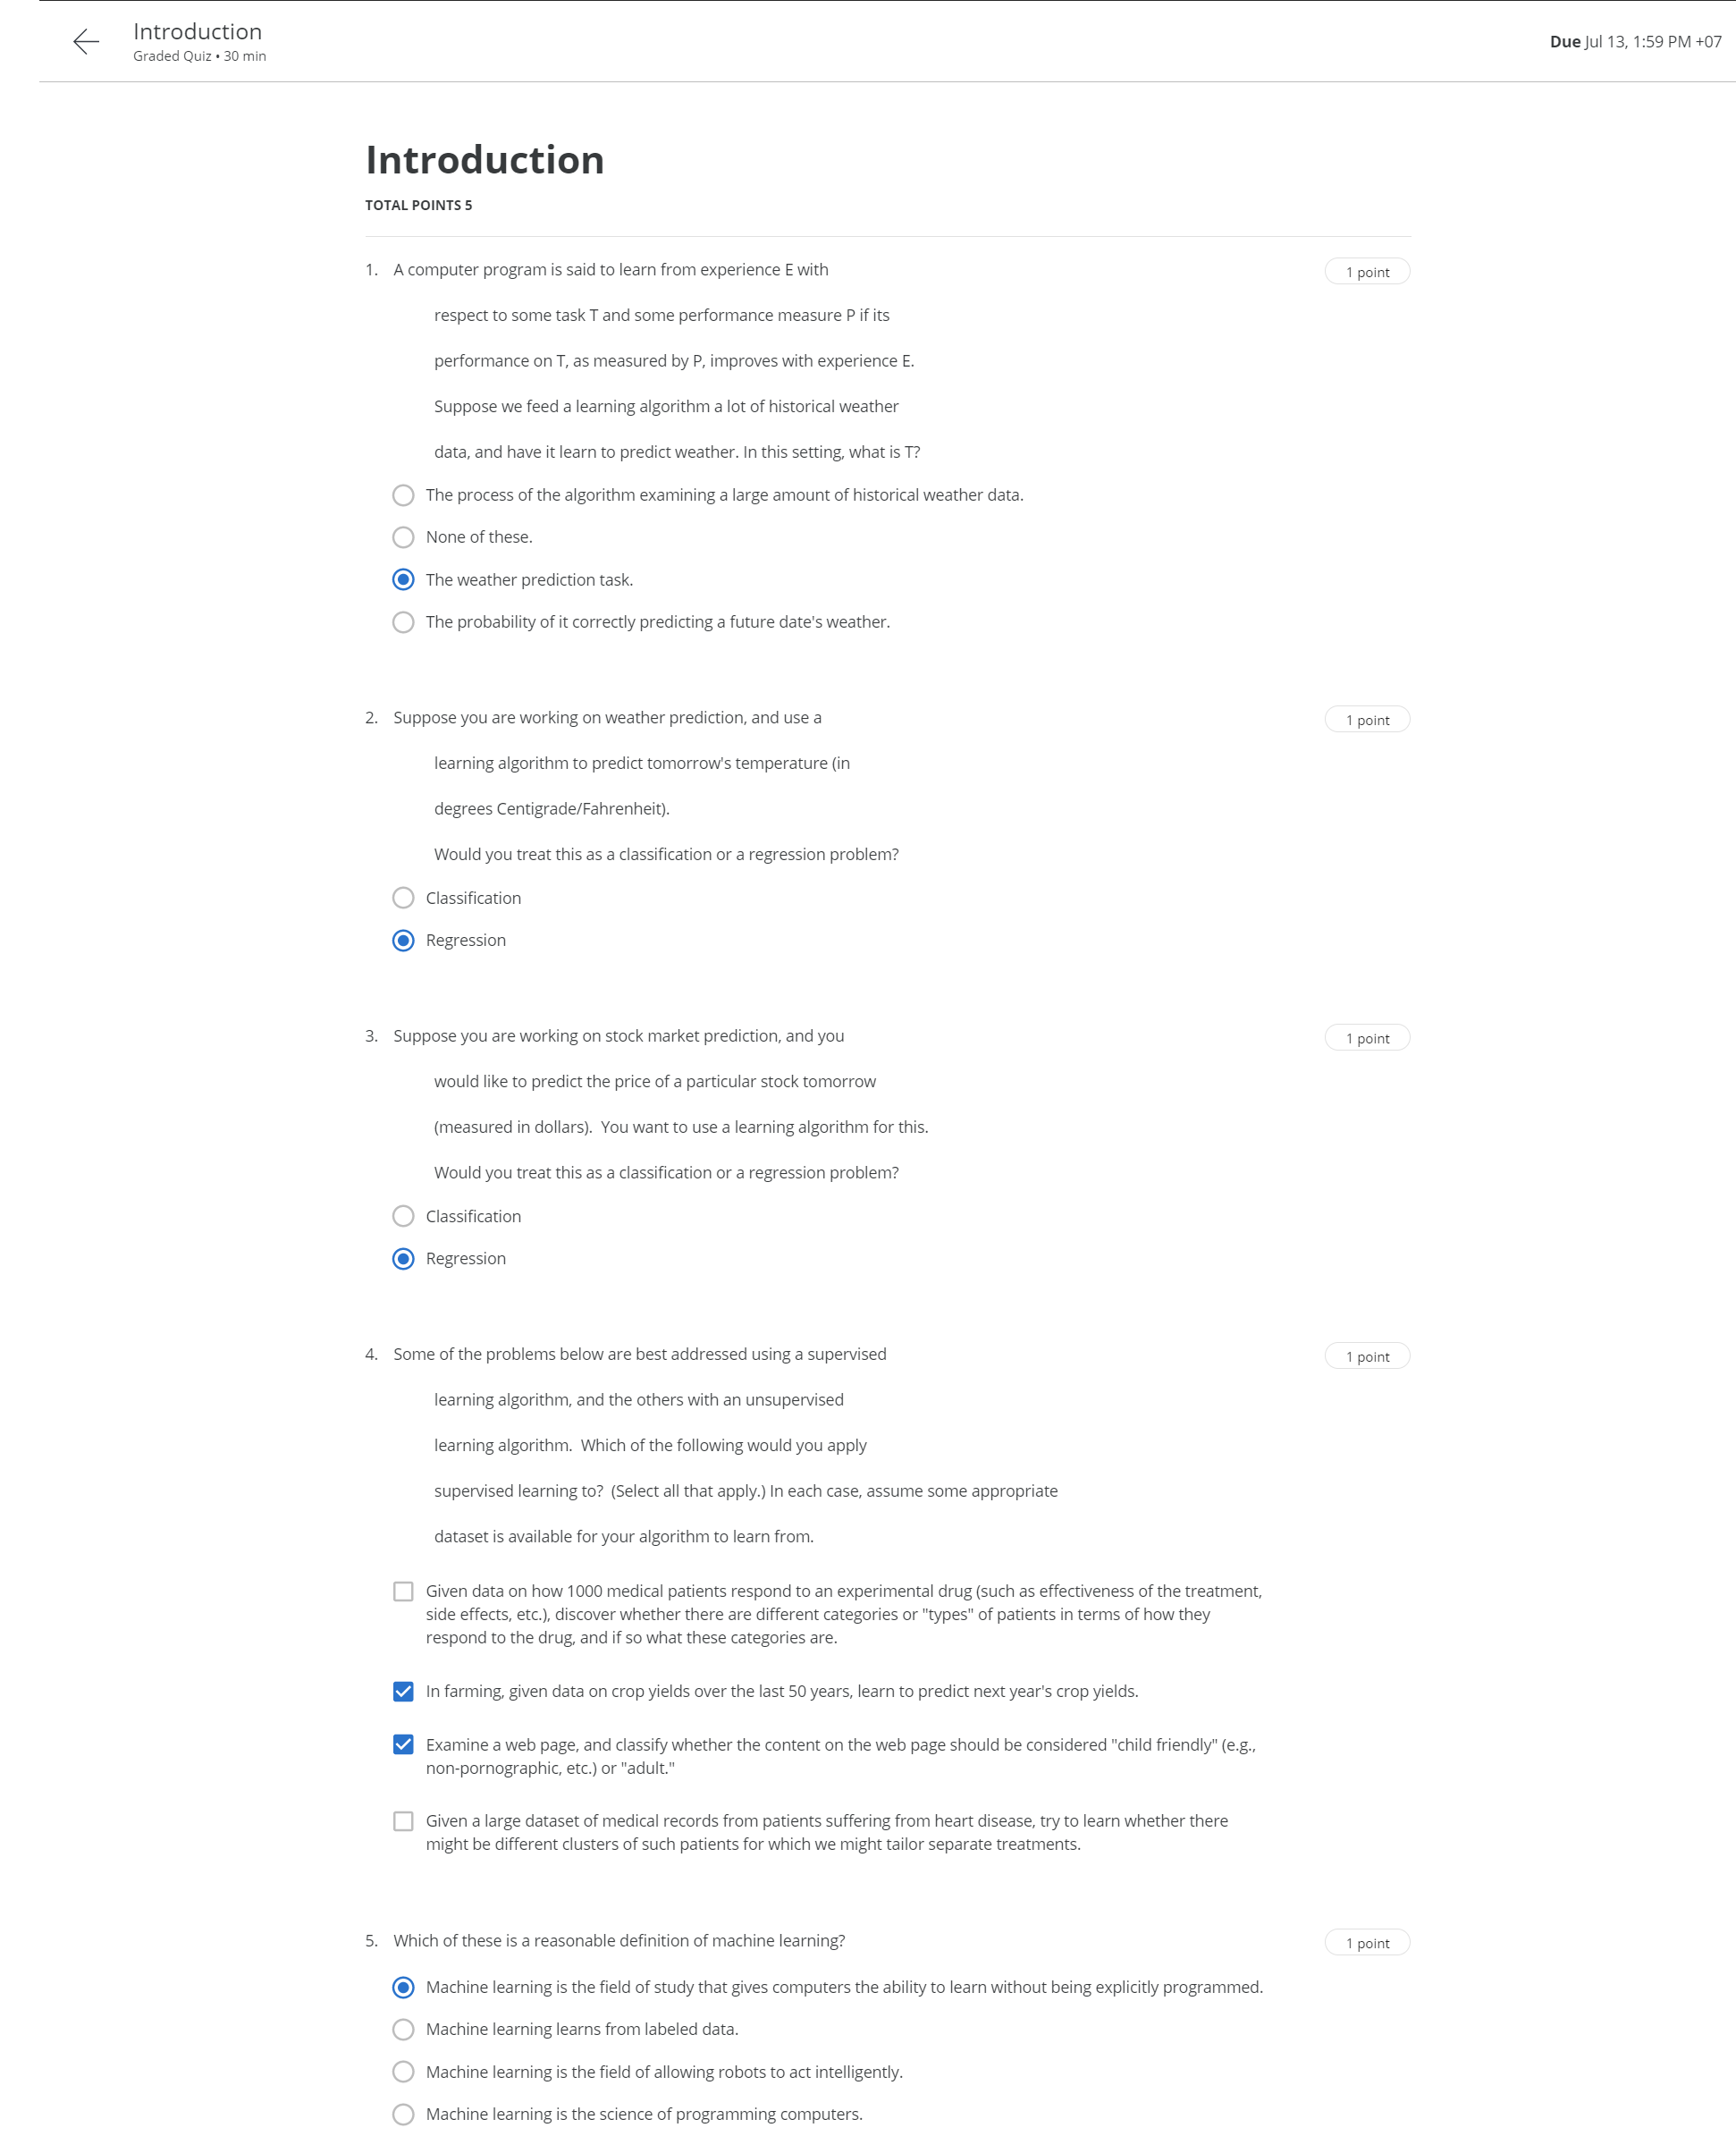 Introduction
Graded Quiz • 30 min
Due Jul 13, 1:59 PM +07
Introduction
TOTAL POINTS 5
1. A computer program is said to learn from experience E with
1 point
respect to some task T and some performance measure P if its
performance on T, as measured by P, improves with experience E.
Suppose we feed a learning algorithm a lot of historical weather
data, and have it learn to predict weather. In this setting, what is T?
The process of the algorithm examining a large amount of historical weather data.
None of these.
The weather prediction task.
The probability of it correctly predicting a future date's weather.
2. Suppose you are working on weather prediction, and use a
1 point
learning algorithm to predict tomorrow's temperature (in
degrees Centigrade/Fahrenheit).
Would you treat this as a classification or a regression problem?
Classification
Regression
3. Suppose you are working on stock market prediction, and you
1 point
would like to predict the price of a particular stock tomorrow
(measured in dollars).  You want to use a learning algorithm for this.
Would you treat this as a classification or a regression problem?
Classification
Regression
4. Some of the problems below are best addressed using a supervised
1 point
learning algorithm, and the others with an unsupervised
learning algorithm.  Which of the following would you apply
supervised learning to?  (Select all that apply.) In each case, assume some appropriate
dataset is available for your algorithm to learn from.
Given data on how 1000 medical patients respond to an experimental drug (such as effectiveness of the treatment,
side effects, etc.), discover whether there are different categories or "types" of patients in terms of how they
respond to the drug, and if so what these categories are.
In farming, given data on crop yields over the last 50 years, learn to predict next year's crop yields.
Examine a web page, and classify whether the content on the web page should be considered "child friendly" (e.g.,
non-pornographic, etc.) or "adult."
Given a large dataset of medical records from patients suffering from heart disease, try to learn whether there
might be different clusters of such patients for which we might tailor separate treatments.
5. Which of these is a reasonable definition of machine learning?
1 point
Machine learning is the field of study that gives computers the ability to learn without being explicitly programmed.
Machine learning learns from labeled data.
Machine learning is the field of allowing robots to act intelligently.
Machine learning is the science of programming computers.